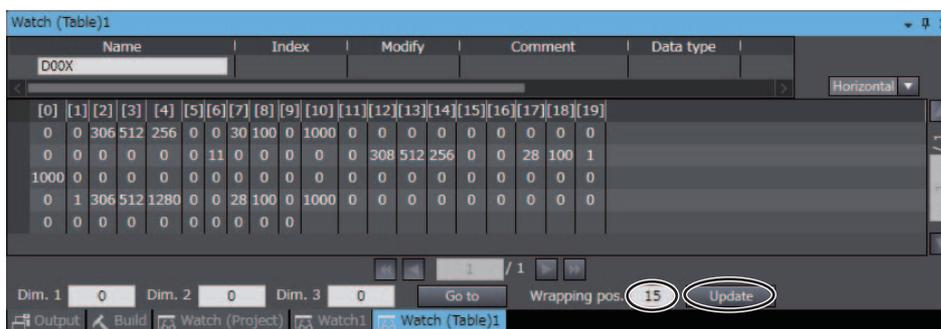 Watch (Table)1
Name Index Modify Comment Data type
D00X
Horizontal
[0] [1] [2] [3] [4] [5] [6] [7] [8] [9] [10] [11] [12] [13] [14] [15] [16] [17] [18] [19]
0 0 306 512 256 0 0 30 100 0 1000 0 0 0 0 0 0 0 0 0
0 0 0 0 0 0 11 0 0 0 0 0 308 512 256 0 0 28 100 1
1000 0 0 0 0 0 0 0 0 0 0 0 0 0 0 0 0 0 0 0
0 1 306 512 1280 0 0 28 100 0 1000 0 0 0 0 0 0 0 0 0
0 0 0 0 0 0 0 0 0 0
1 / 1
Dim. 1 0 Dim. 2 0 Dim. 3 0 Go to Wrapping pos. 15 Update
Output Build Watch (Project) Watch1 Watch (Table)1